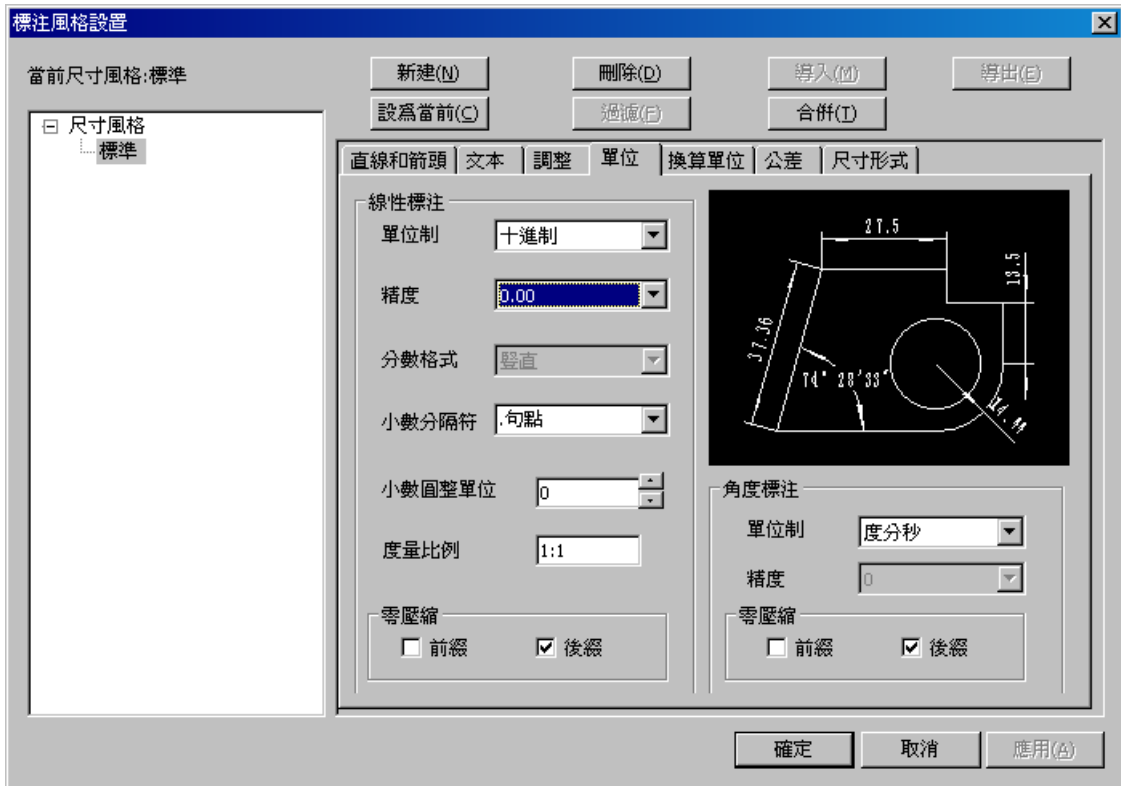 標注風格設置
當前尺寸風格:標準
新建(N)
刪除(D)
導入(M)
導出(E)
設爲當前(C)
過濾(F)
合併(T)
尺寸風格
標準
直線和箭頭 文本 調整 單位 換算單位 公差 尺寸形式
線性標注
單位制 十進制
精度 0.00
分數格式 豎直
小數分隔符 .句點
小數圓整單位 0
度量比例 1:1
零壓縮
前綴 後綴
27.5
13.5
37.36
74° 28'33"
角度標注
單位制 度分秒
精度 0
零壓縮
前綴 後綴
確定 取消 應用(A)